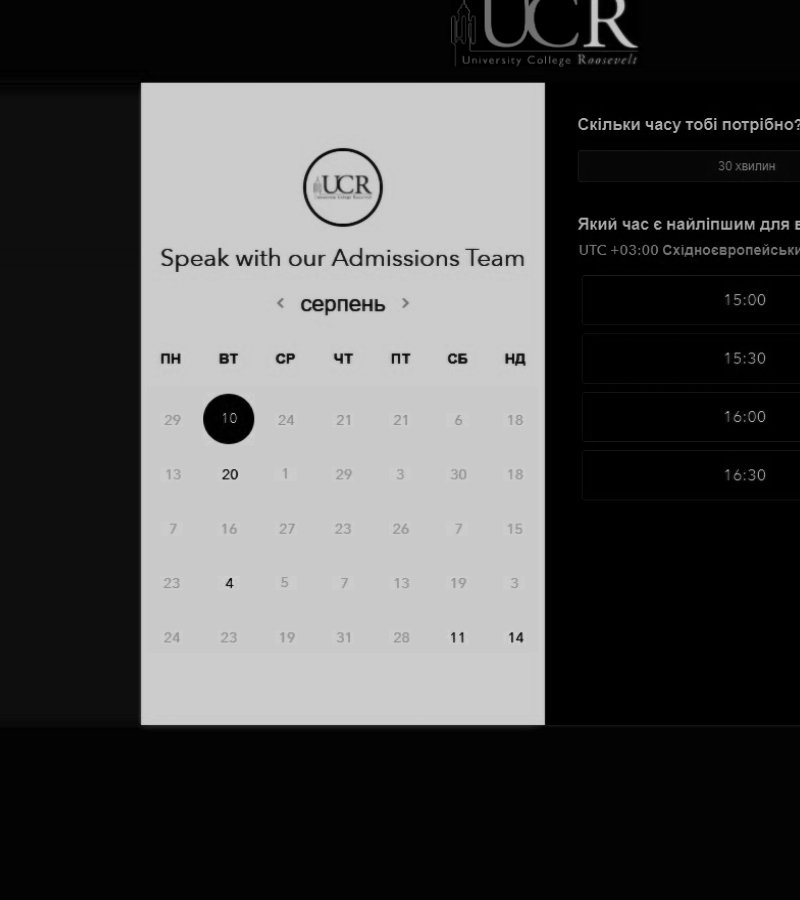 UCR
University College Roosevelt
UCR
Speak with our Admissions Team
серпень
ПН ВТ СР ЧТ ПТ СБ НД
29 10 24 21 21 6 18
13 20 1 29 3 30 18
7 16 27 23 26 7 15
23 4 5 7 13 19 3
24 23 19 31 28 11 14
Скільки часу тобі потрібно?
30 хвилин
Який час є найліпшим для в
UTC +03:00 Східноєвропейськи
15:00
15:30
16:00
16:30